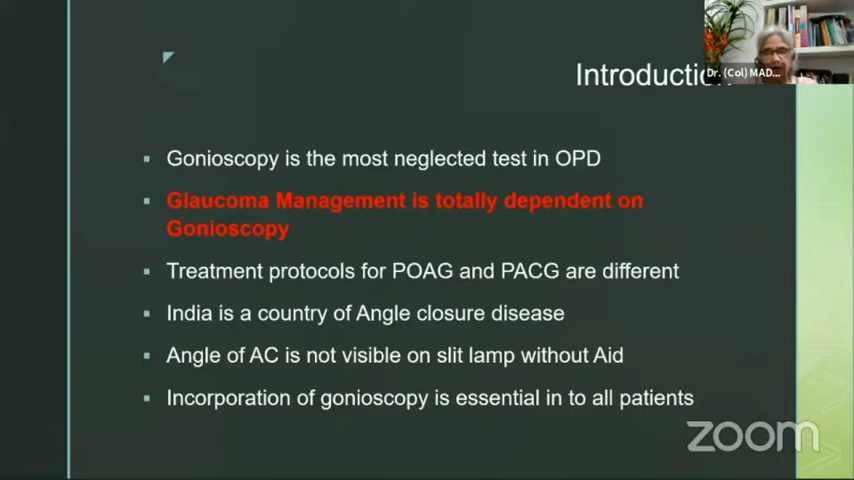 Dr. (Col) MAD...
Introduction
Gonioscopy is the most neglected test in OPD
Glaucoma Management is totally dependent on
Gonioscopy
Treatment protocols for POAG and PACG are different
India is a country of Angle closure disease
Angle of AC is not visible on slit lamp without Aid
Incorporation of gonioscopy is essential in to all patients
zoom